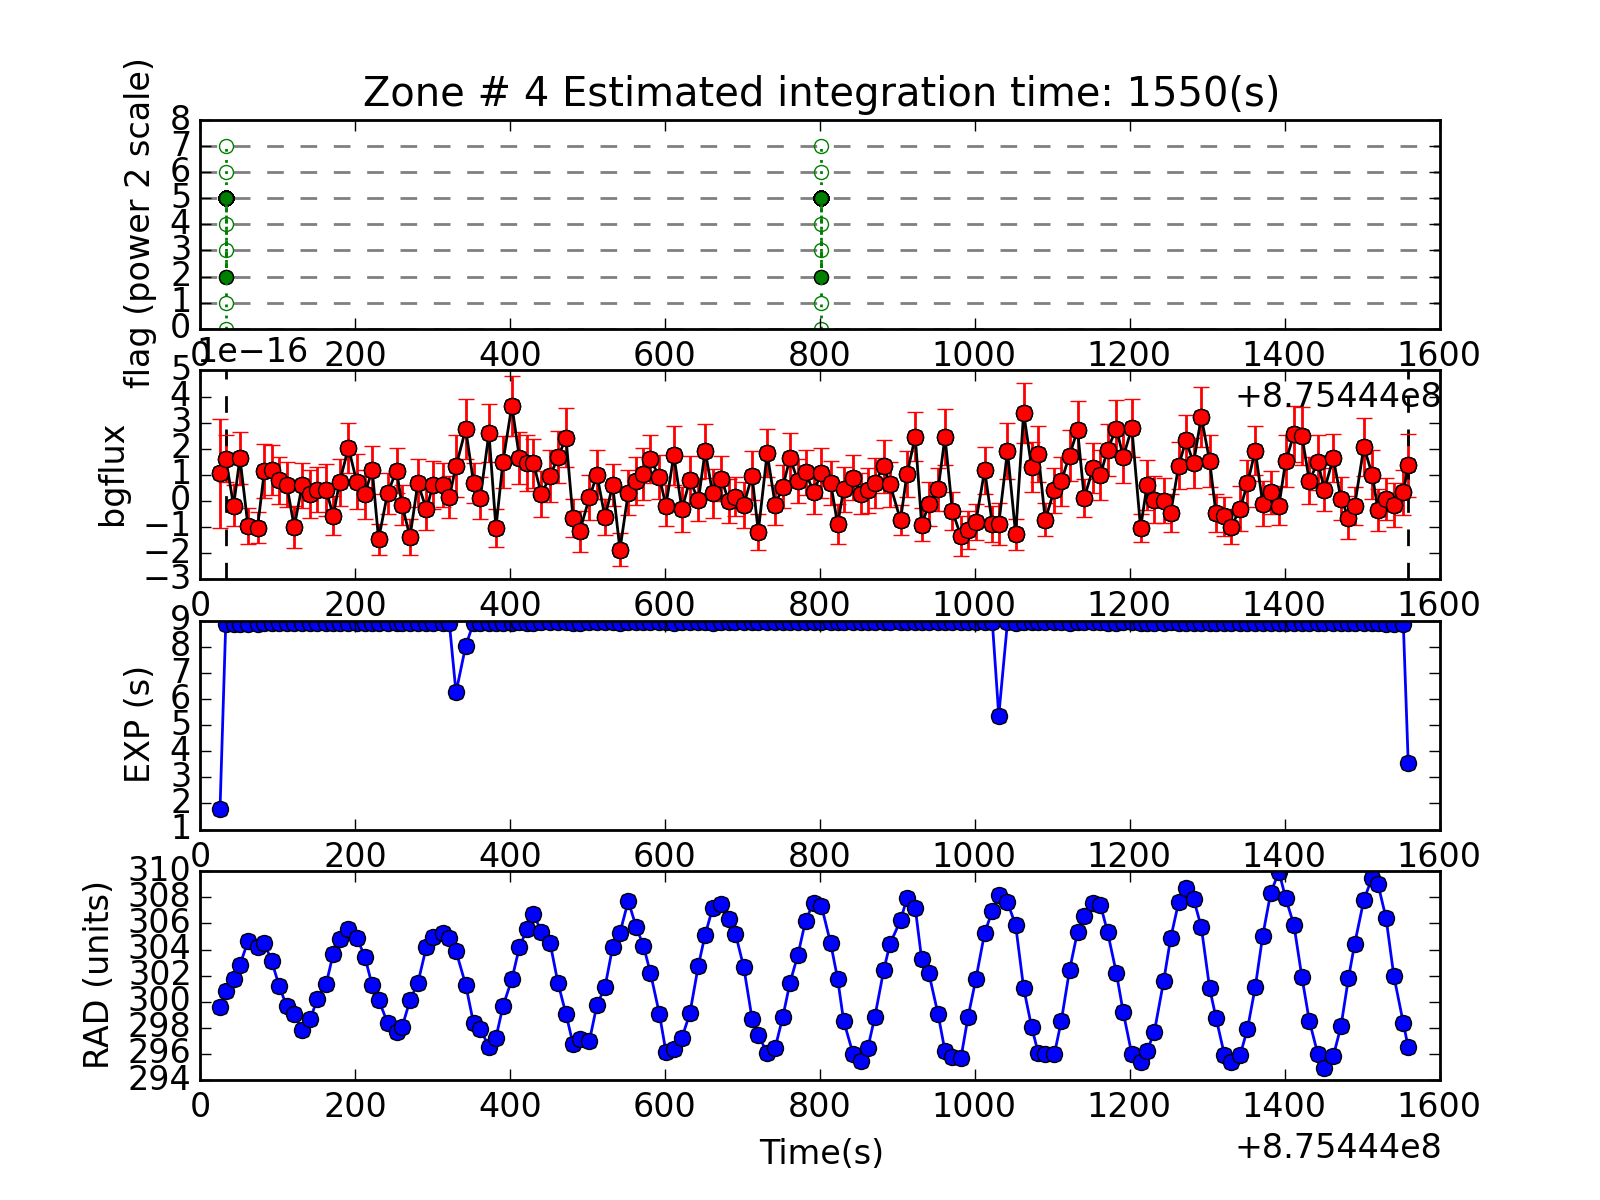 Zone # 4 Estimated integration time: 1550(s)
flag (power 2 scale)
8
7
6
5
4
3
2
1
0
0 200 400 600 800 1000 1200 1400 1600
+8.75444e8
1e−16
bgflux
5
4
3
2
1
0
−1
−2
−3
0 200 400 600 800 1000 1200 1400 1600
EXP (s)
9
8
7
6
5
4
3
2
1
0 200 400 600 800 1000 1200 1400 1600
RAD (units)
310
308
306
304
302
300
298
296
294
0 200 400 600 800 1000 1200 1400 1600
Time(s)
+8.75444e8